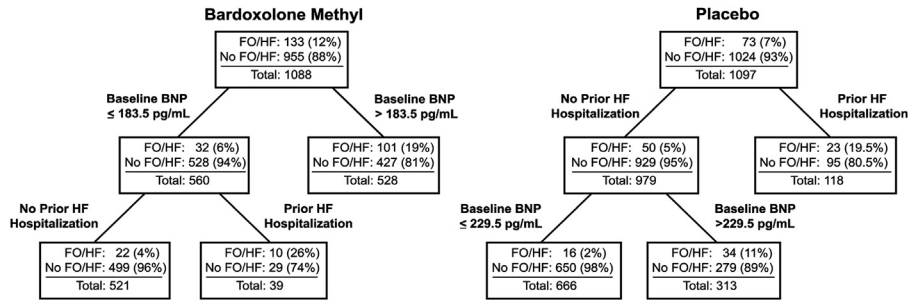 Bardoxolone Methyl
FO/HF: 133 (12%)
No FO/HF: 955 (88%)
Total: 1088
Baseline BNP
≤ 183.5 pg/mL
Baseline BNP
> 183.5 pg/mL
FO/HF: 32 (6%)
No FO/HF: 528 (94%)
Total: 560
FO/HF: 101 (19%)
No FO/HF: 427 (81%)
Total: 528
No Prior HF
Hospitalization
Prior HF
Hospitalization
FO/HF: 22 (4%)
No FO/HF: 499 (96%)
Total: 521
FO/HF: 10 (26%)
No FO/HF: 29 (74%)
Total: 39
Placebo
FO/HF: 73 (7%)
No FO/HF: 1024 (93%)
Total: 1097
No Prior HF
Hospitalization
Prior HF
Hospitalization
FO/HF: 50 (5%)
No FO/HF: 929 (95%)
Total: 979
FO/HF: 23 (19.5%)
No FO/HF: 95 (80.5%)
Total: 118
Baseline BNP
≤ 229.5 pg/mL
Baseline BNP
>229.5 pg/mL
FO/HF: 16 (2%)
No FO/HF: 650 (98%)
Total: 666
FO/HF: 34 (11%)
No FO/HF: 279 (89%)
Total: 313